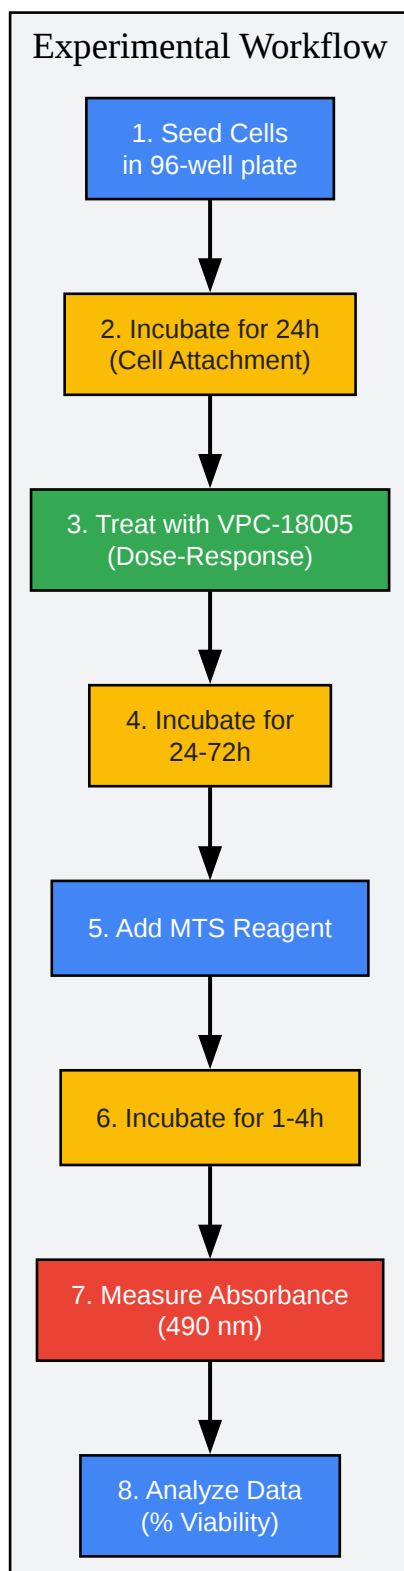 Experimental Workflow
1. Seed Cells
in 96-well plate
2. Incubate for 24h
(Cell Attachment)
3. Treat with VPC-18005
(Dose-Response)
4. Incubate for
24-72h
5. Add MTS Reagent
6. Incubate for 1-4h
7. Measure Absorbance
(490 nm)
8. Analyze Data
(% Viability)